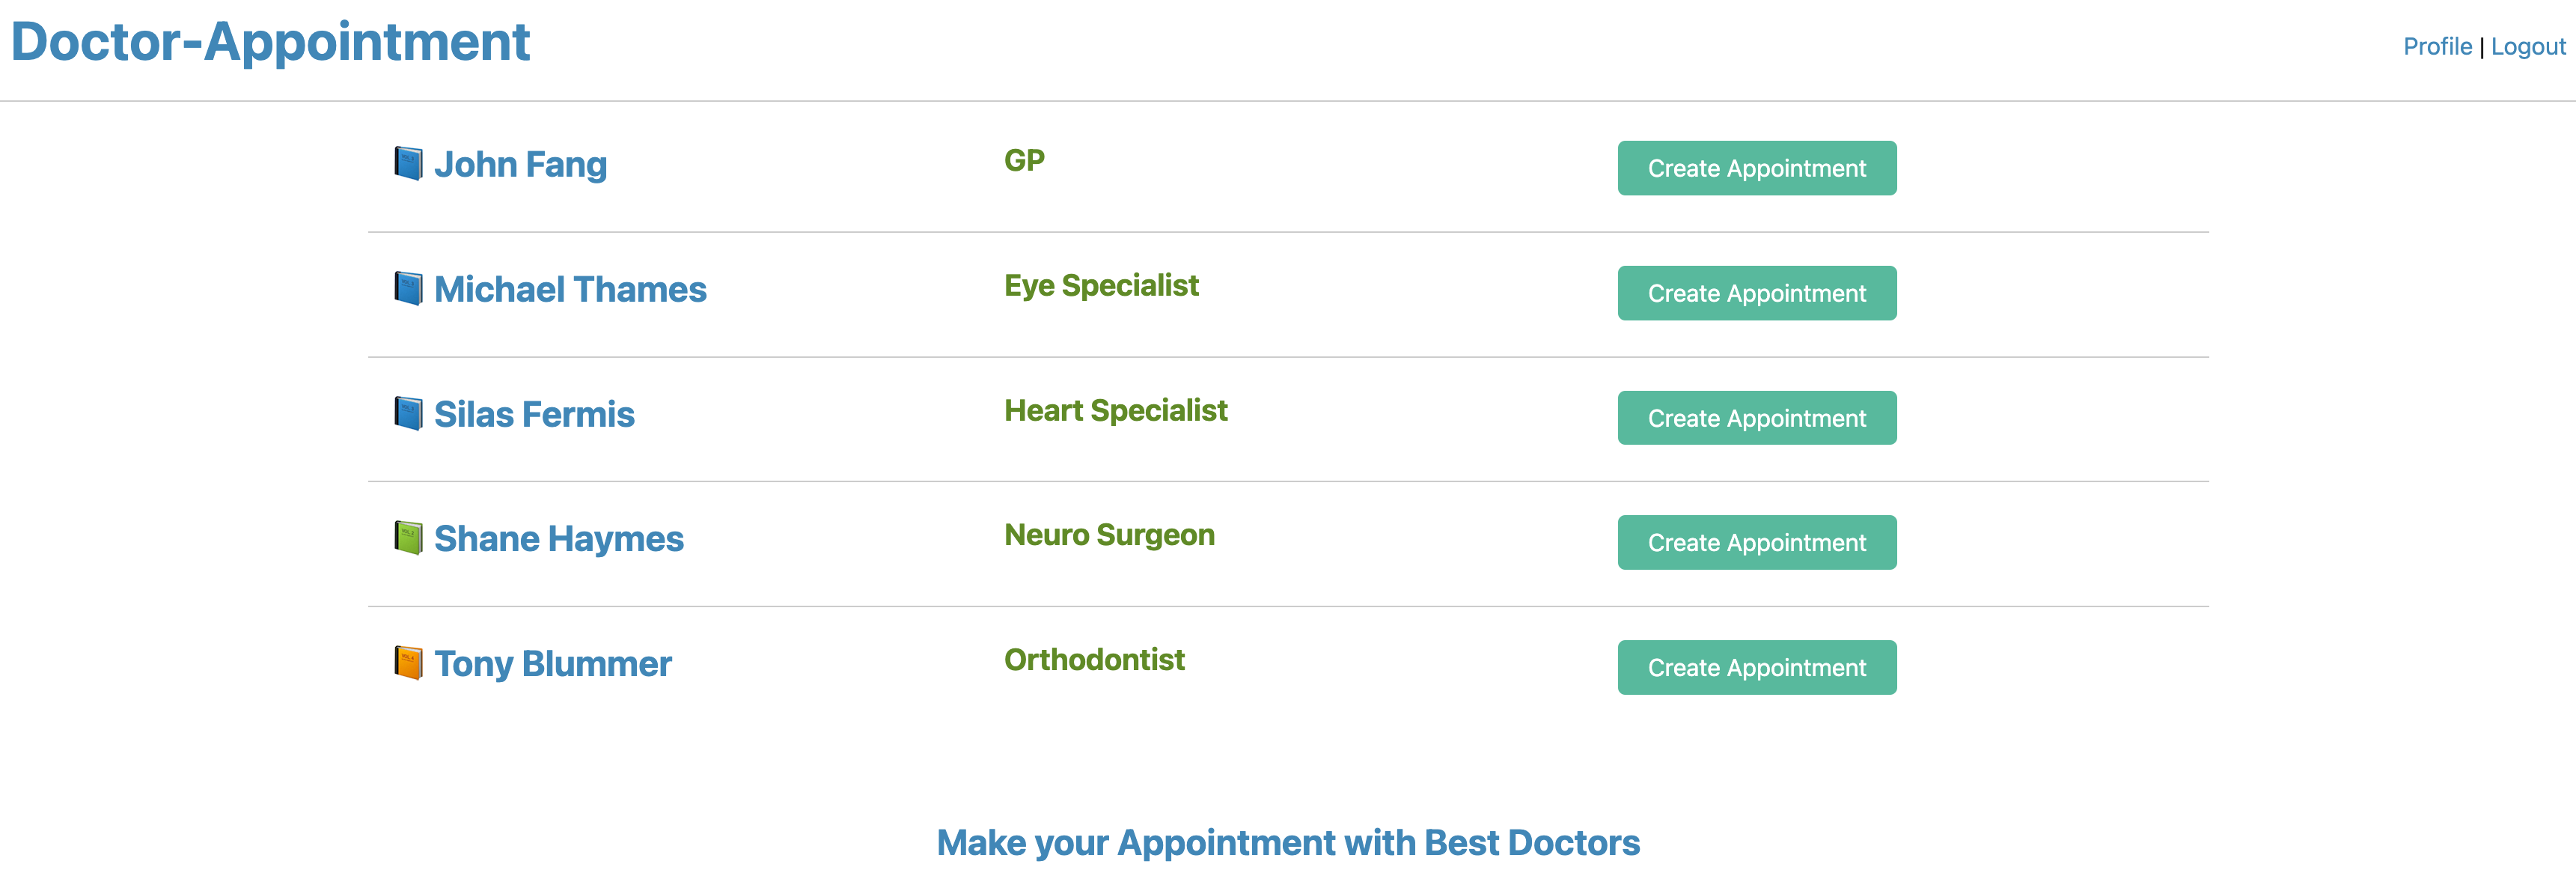 Doctor-Appointment
Profile | Logout
John Fang GP Create Appointment
Michael Thames Eye Specialist Create Appointment
Silas Fermis Heart Specialist Create Appointment
Shane Haymes Neuro Surgeon Create Appointment
Tony Blummer Orthodontist Create Appointment
Make your Appointment with Best Doctors